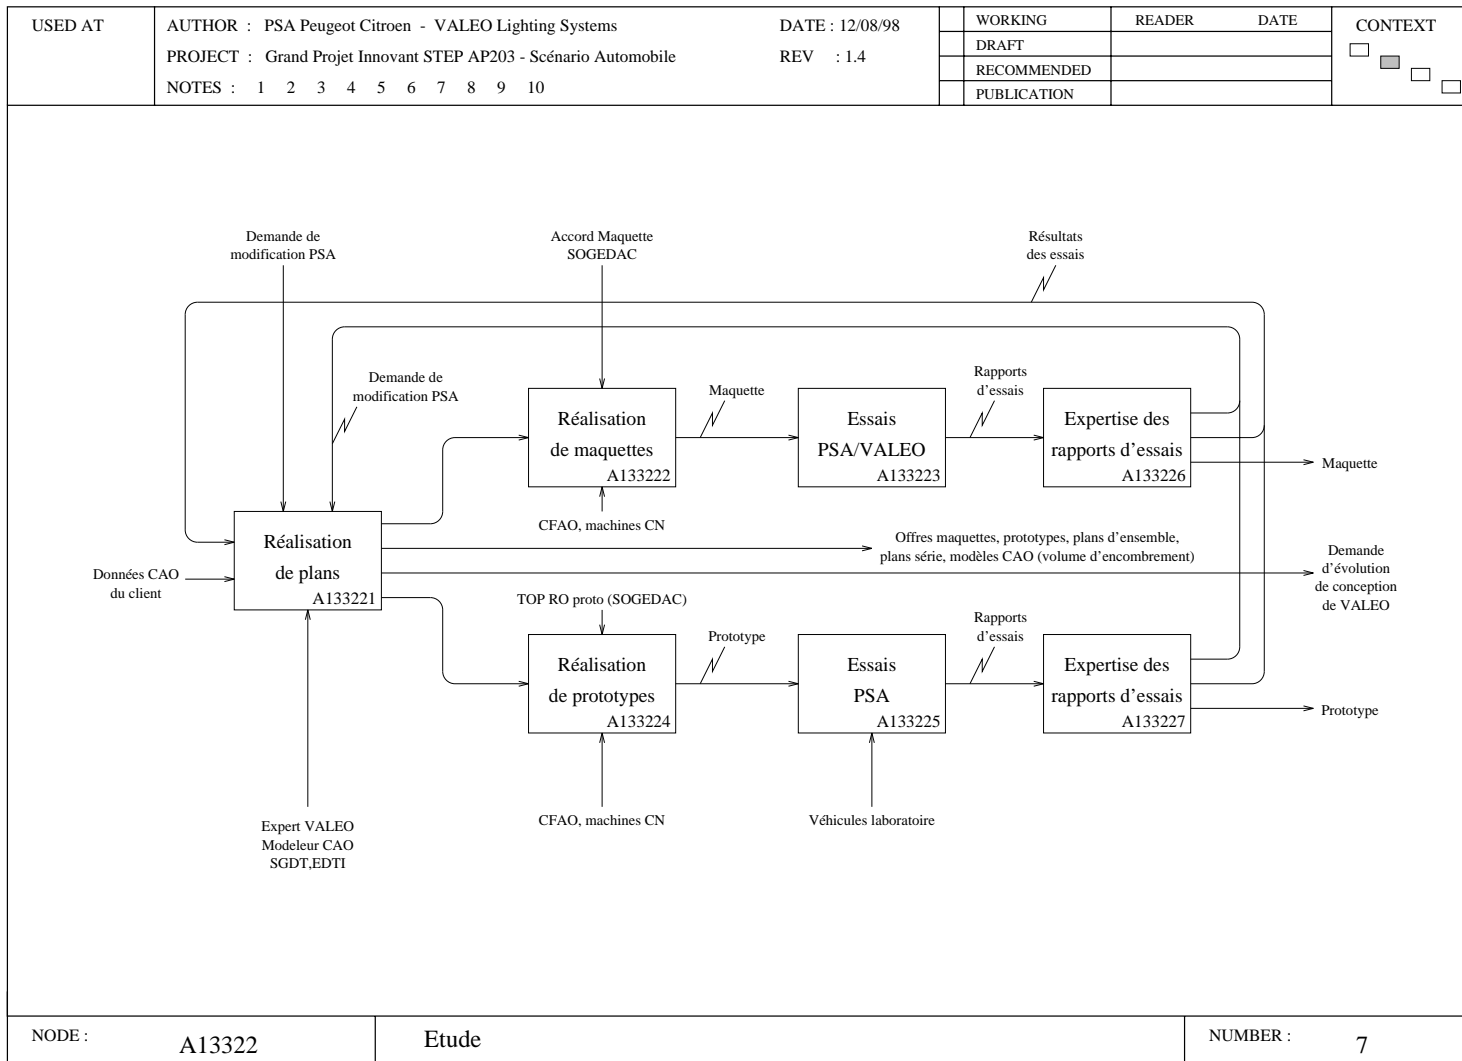 USED AT
AUTHOR : PSA Peugeot Citroen - VALEO Lighting Systems
DATE : 12/08/98
PROJECT : Grand Projet Innovant STEP AP203 - Scénario Automobile
REV : 1.4
NOTES : 1 2 3 4 5 6 7 8 9 10
WORKING
DRAFT
RECOMMENDED
PUBLICATION
READER DATE
CONTEXT
Demande de
modification PSA
Accord Maquette
SOGEDAC
Résultats
des essais
Demande de
modification PSA
Réalisation
de maquettes
A133222
Maquette
Essais
PSA/VALEO
A133223
Rapports
d'essais
Expertise des
rapports d'essais
A133226
Maquette
CFAO, machines CN
Réalisation
de plans
A133221
Données CAO
du client
Offres maquettes, prototypes, plans d'ensemble,
plans série, modèles CAO (volume d'encombrement)
Demande
d'évolution
de conception
de VALEO
TOP RO proto (SOGEDAC)
Réalisation
de prototypes
A133224
Prototype
Essais
PSA
A133225
Rapports
d'essais
Expertise des
rapports d'essais
A133227
Prototype
Expert VALEO
Modeleur CAO
SGDT,EDTI
CFAO, machines CN
Véhicules laboratoire
NODE :
A13322
Etude
NUMBER :
7